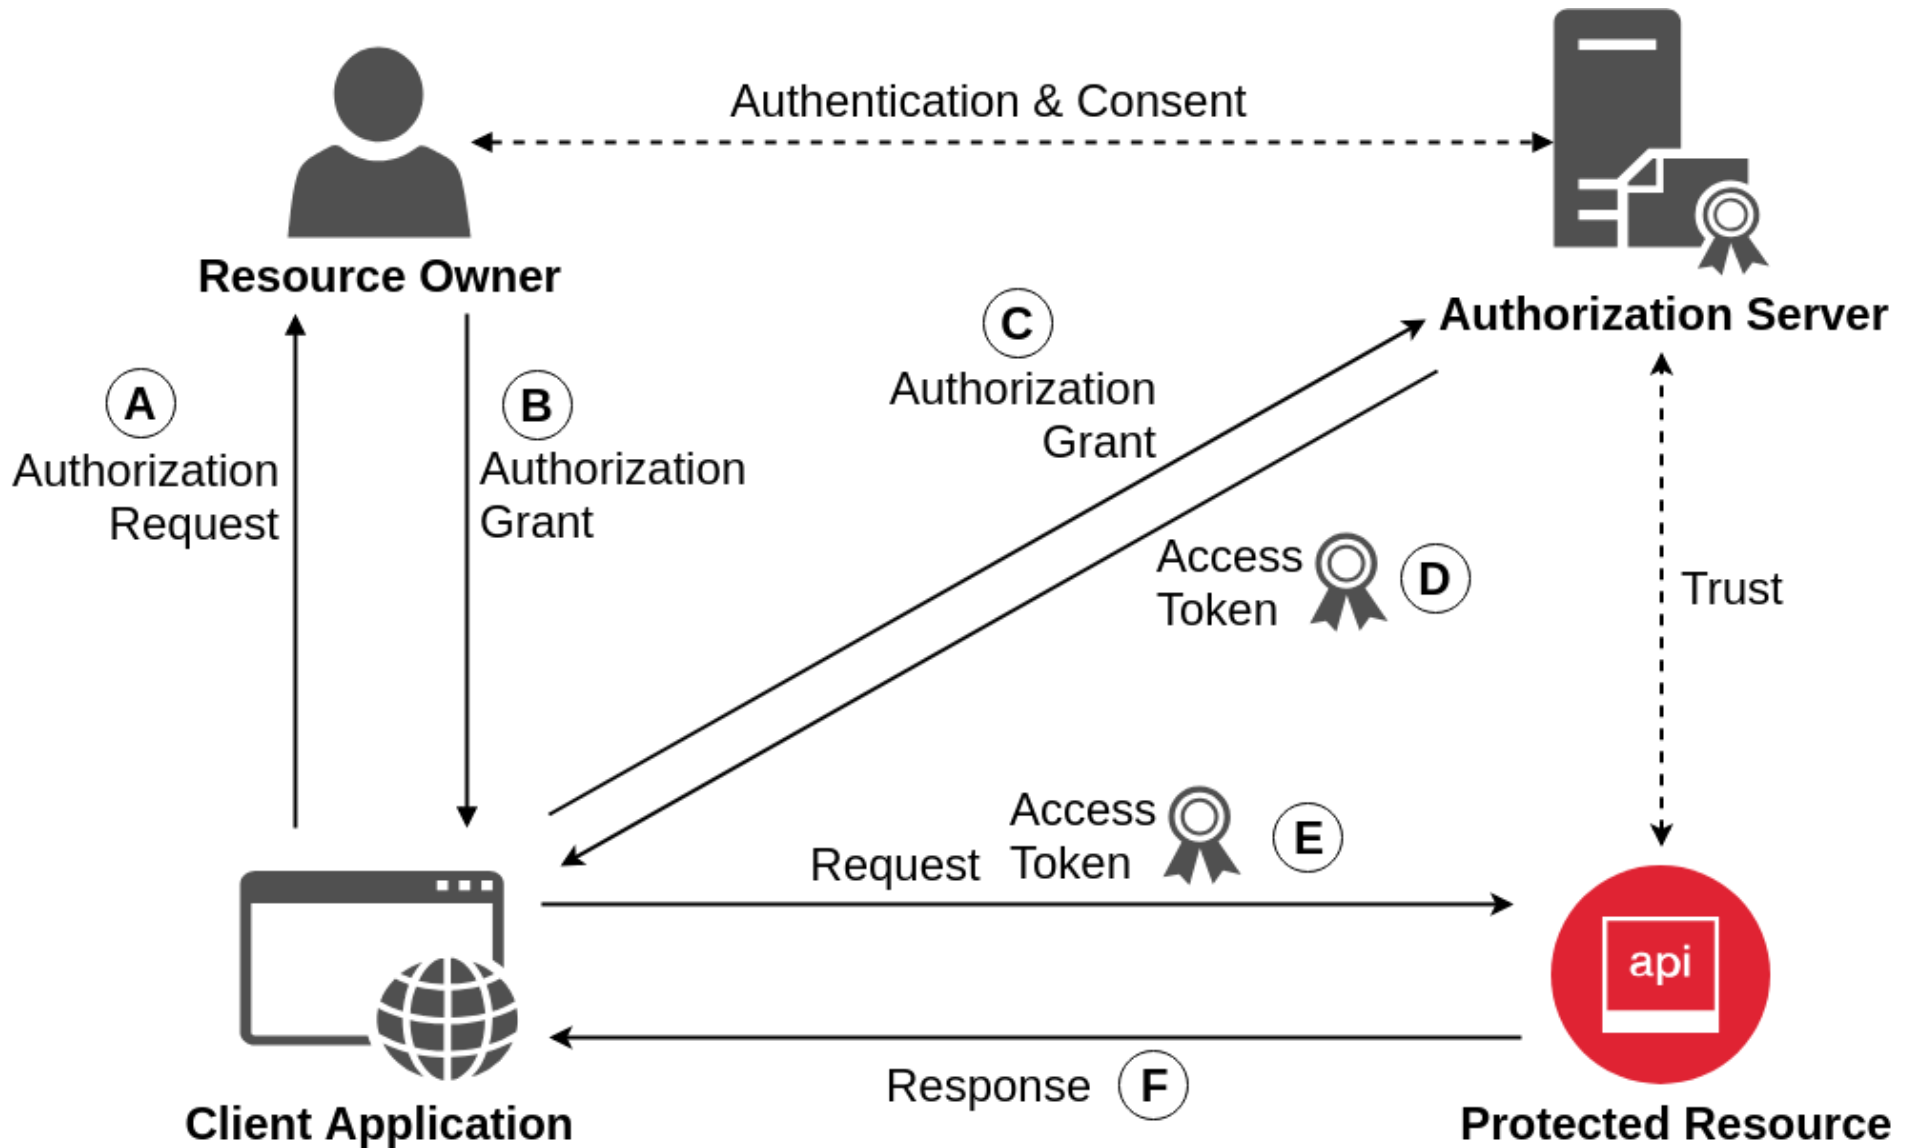 Authentication & Consent
Resource Owner
Authorization Server
A
Authorization
Request
B
Authorization
Grant
C
Authorization
Grant
Access
Token
D
Trust
Request
Access
Token
E
api
Response
F
Client Application
Protected Resource